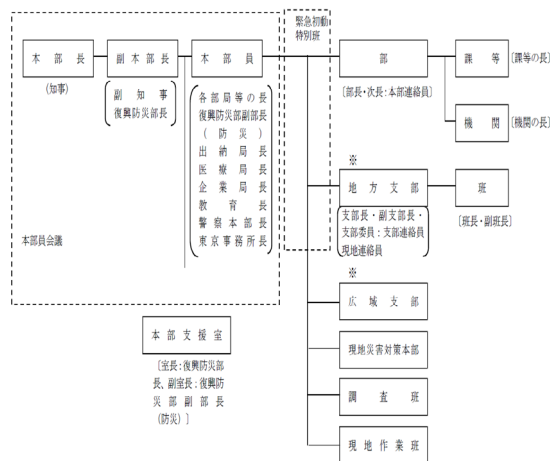 緊急初動
特別班
本部長
副本部長
本部員
部
課等
〔課等の長〕
(知事)
副知事
復興防災部長
各部局等の長
復興防災部副部長
(防災)
出納局長
医療局長
企業局長
教育長
警察本部長
東京事務所長
〔部長・次長:本部連絡員〕
機関
〔機関の長〕
※
地方支部
班
支部長・副支部長・
支部委員:支部連絡員
現地連絡員
〔班長・副班長〕
本部員会議
※
広域支部
本部支援室
〔室長:復興防災部
長、副室長:復興防
災部副部長
(防災)〕
現地災害対策本部
調査班
現地作業班